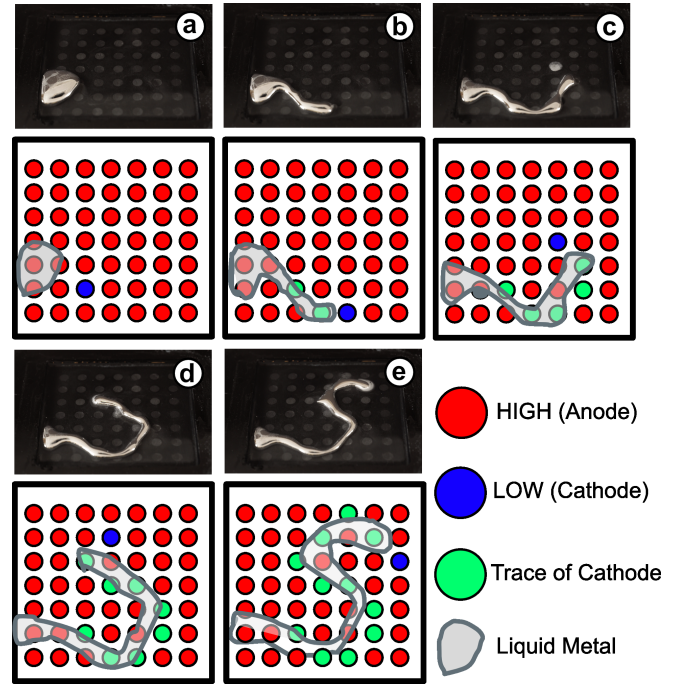 a
b
c
d
e
HIGH (Anode)
LOW (Cathode)
Trace of Cathode
Liquid Metal